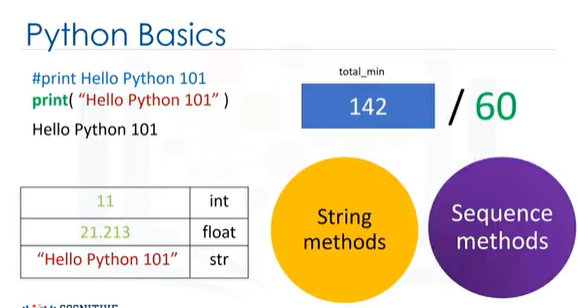 Python Basics
#print Hello Python 101
print( “Hello Python 101” )
Hello Python 101
total_min
142 / 60
11 int
21.213 float
“Hello Python 101” str
String
methods
Sequence
methods